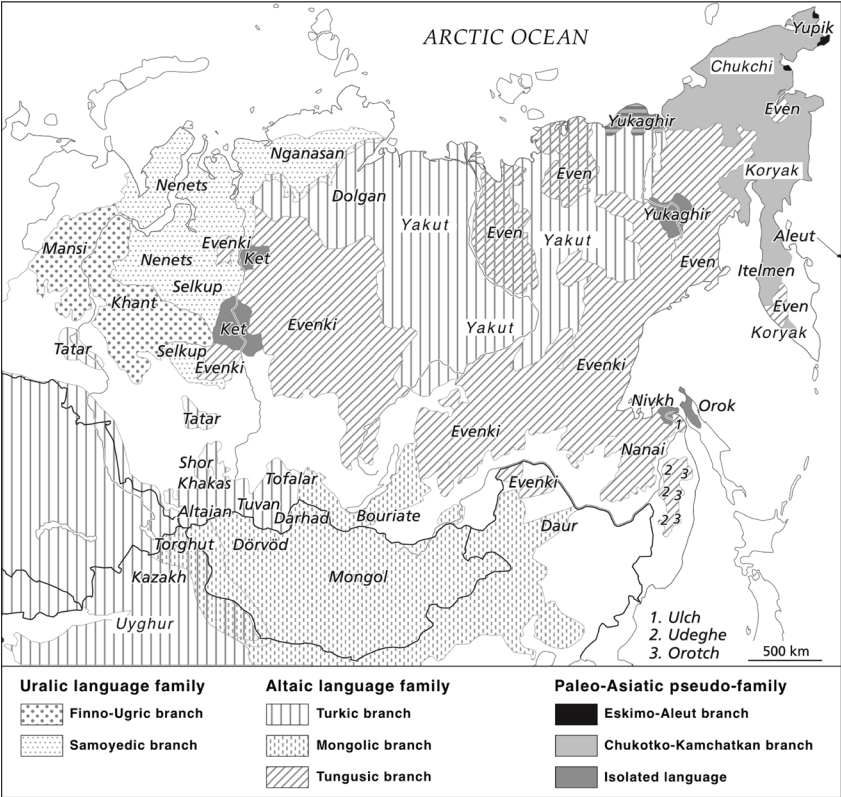 Yupik
ARCTIC OCEAN
Chukchi
Even
Yukaghir
Nganasan
Koryak
Even
Nenets
Dolgan
Yukaghir
Yakut
Even
Yakut
Aleut
Evenki
Mansi
Ket
Nenets
Even
Itelmen
Selkup
Khant
Even
Evenki
Ket
Yakut
Koryak
Tatar
Selkup
Evenki
Evenki
Nivkh
Orok
Tatar
1
Evenki
Nanai
Shor
2
3
Khakas
Tofalar
Evenki
2
3
Tuvan
Altaian
Darhad
Bouriate
Daur
2
3
Torghut
Dörvöd
Kazakh
Mongol
Uyghur
1. Ulch
2. Udeghe
3. Orotch
500 km
Uralic language family
Finno-Ugric branch
Samoyedic branch
Altaic language family
Turkic branch
Mongolic branch
Tungusic branch
Paleo-Asiatic pseudo-family
Eskimo-Aleut branch
Chukotko-Kamchatkan branch
Isolated language